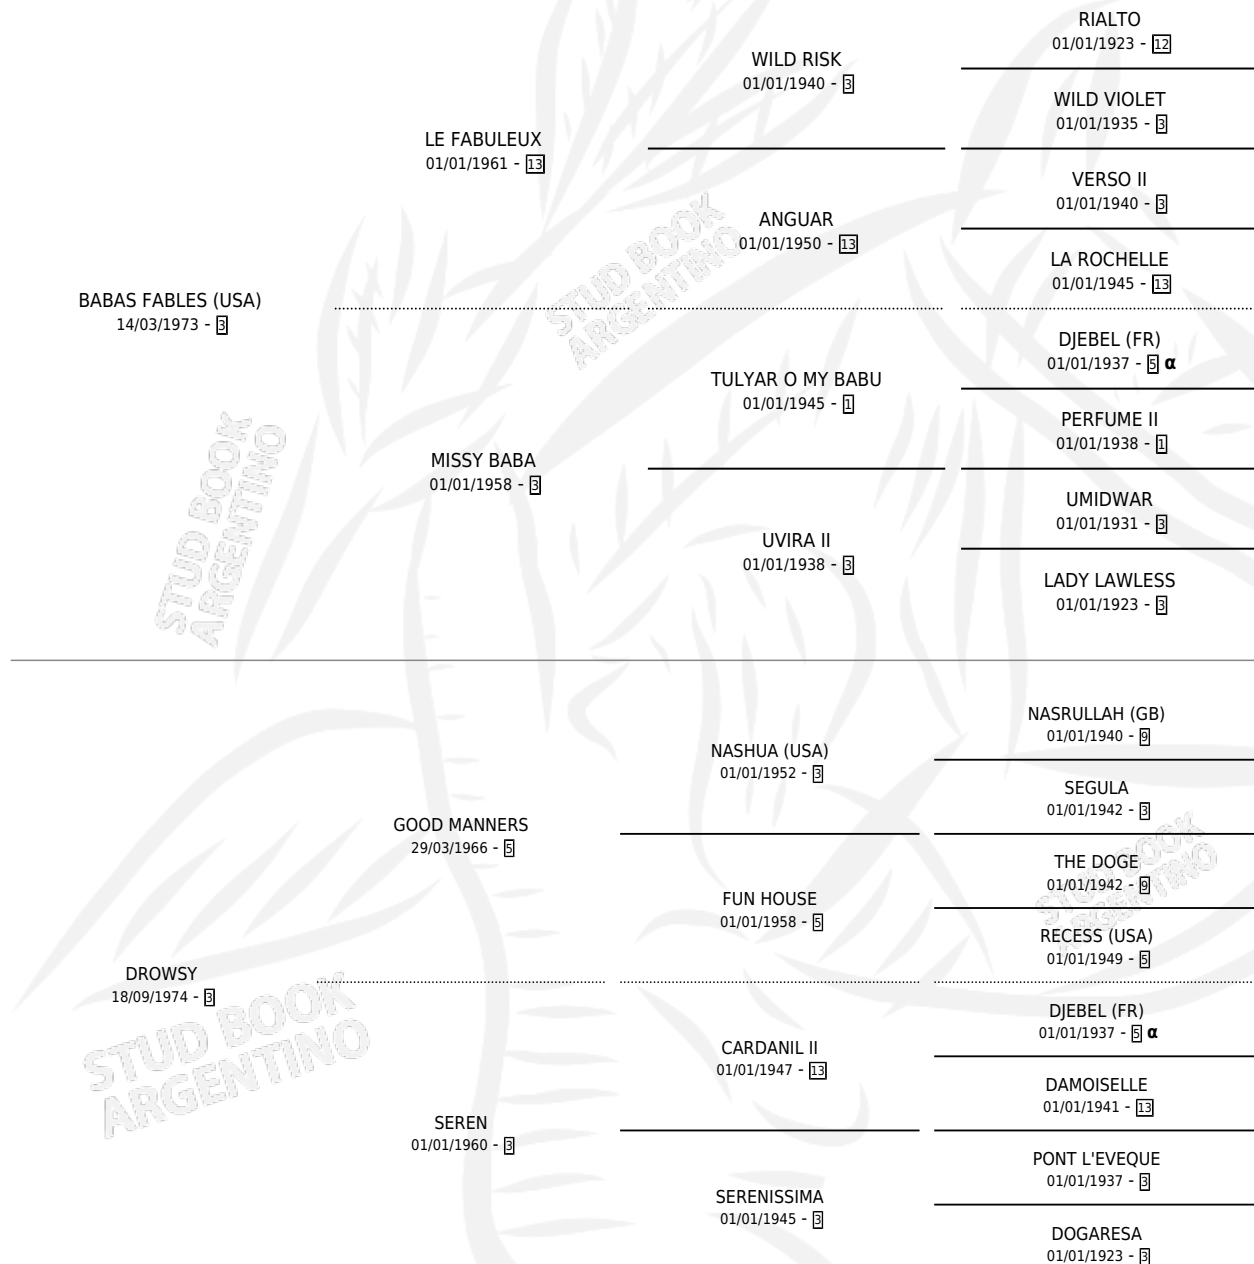 RIALTO
01/01/1923 - 12
WILD RISK
01/01/1940 - 3
WILD VIOLET
01/01/1935 - 3
LE FABULEUX
01/01/1961 - 13
VERSO II
01/01/1940 - 3
ANGUAR
01/01/1950 - 13
LA ROCHELLE
01/01/1945 - 13
BABAS FABLES (USA)
14/03/1973 - 3
DJEBEL (FR)
01/01/1937 - 5 α
TULYAR O MY BABU
01/01/1945 - 1
PERFUME II
01/01/1938 - 1
MISSY BABA
01/01/1958 - 3
UMIDWAR
01/01/1931 - 3
UVIRA II
01/01/1938 - 3
LADY LAWLESS
01/01/1923 - 3
STUD BOOK
ARGENTINO
STUD BOOK
ARGENTINO
NASRULLAH (GB)
01/01/1940 - 9
NASHUA (USA)
01/01/1952 - 3
SEGULA
01/01/1942 - 3
GOOD MANNERS
29/03/1966 - 5
THE DOGE
01/01/1942 - 9
FUN HOUSE
01/01/1958 - 5
RECESS (USA)
01/01/1949 - 5
DROWSY
18/09/1974 - 3
DJEBEL (FR)
01/01/1937 - 5 α
CARDANIL II
01/01/1947 - 13
DAMOISELLE
01/01/1941 - 13
SEREN
01/01/1960 - 3
PONT L'EVEQUE
01/01/1937 - 3
SERENISSIMA
01/01/1945 - 3
DOGARESA
01/01/1923 - 3
STUD BOOK
ARGENTINO
STUD BOOK
ARGENTINO